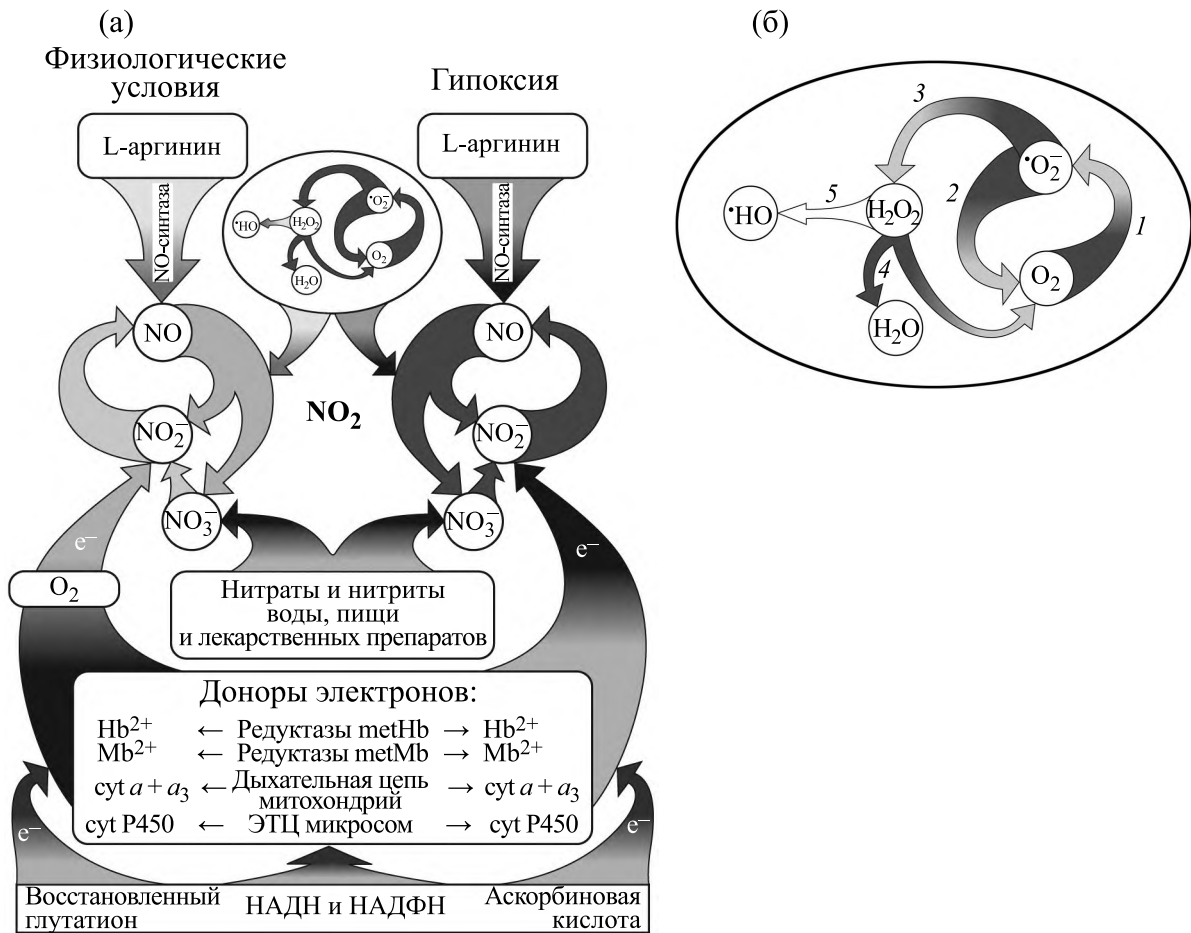 (а)
Физиологические
условия
Гипоксия
L-аргинин
L-аргинин
NO-синтаза
NO-синтаза
•O₂⁻
H₂O₂
•HO
O₂
H₂O
NO
NO
NO₂
NO₂⁻
NO₂⁻
NO₃⁻
NO₃⁻
e⁻
e⁻
O₂
Нитраты и нитриты
воды, пищи
и лекарственных препаратов
Доноры электронов:
Hb²⁺ ← Редуктазы metHb → Hb²⁺
Mb²⁺ ← Редуктазы metMb → Mb²⁺
cyt a + a₃ ← Дыхательная цепь
митохондрий → cyt a + a₃
cyt P450 ← ЭТЦ микросом → cyt P450
e⁻
e⁻
Восстановленный
глутатион
НАДН и НАДФН
Аскорбиновая
кислота
(б)
3
•O₂⁻
5
2
H₂O₂
•HO
1
4
O₂
H₂O